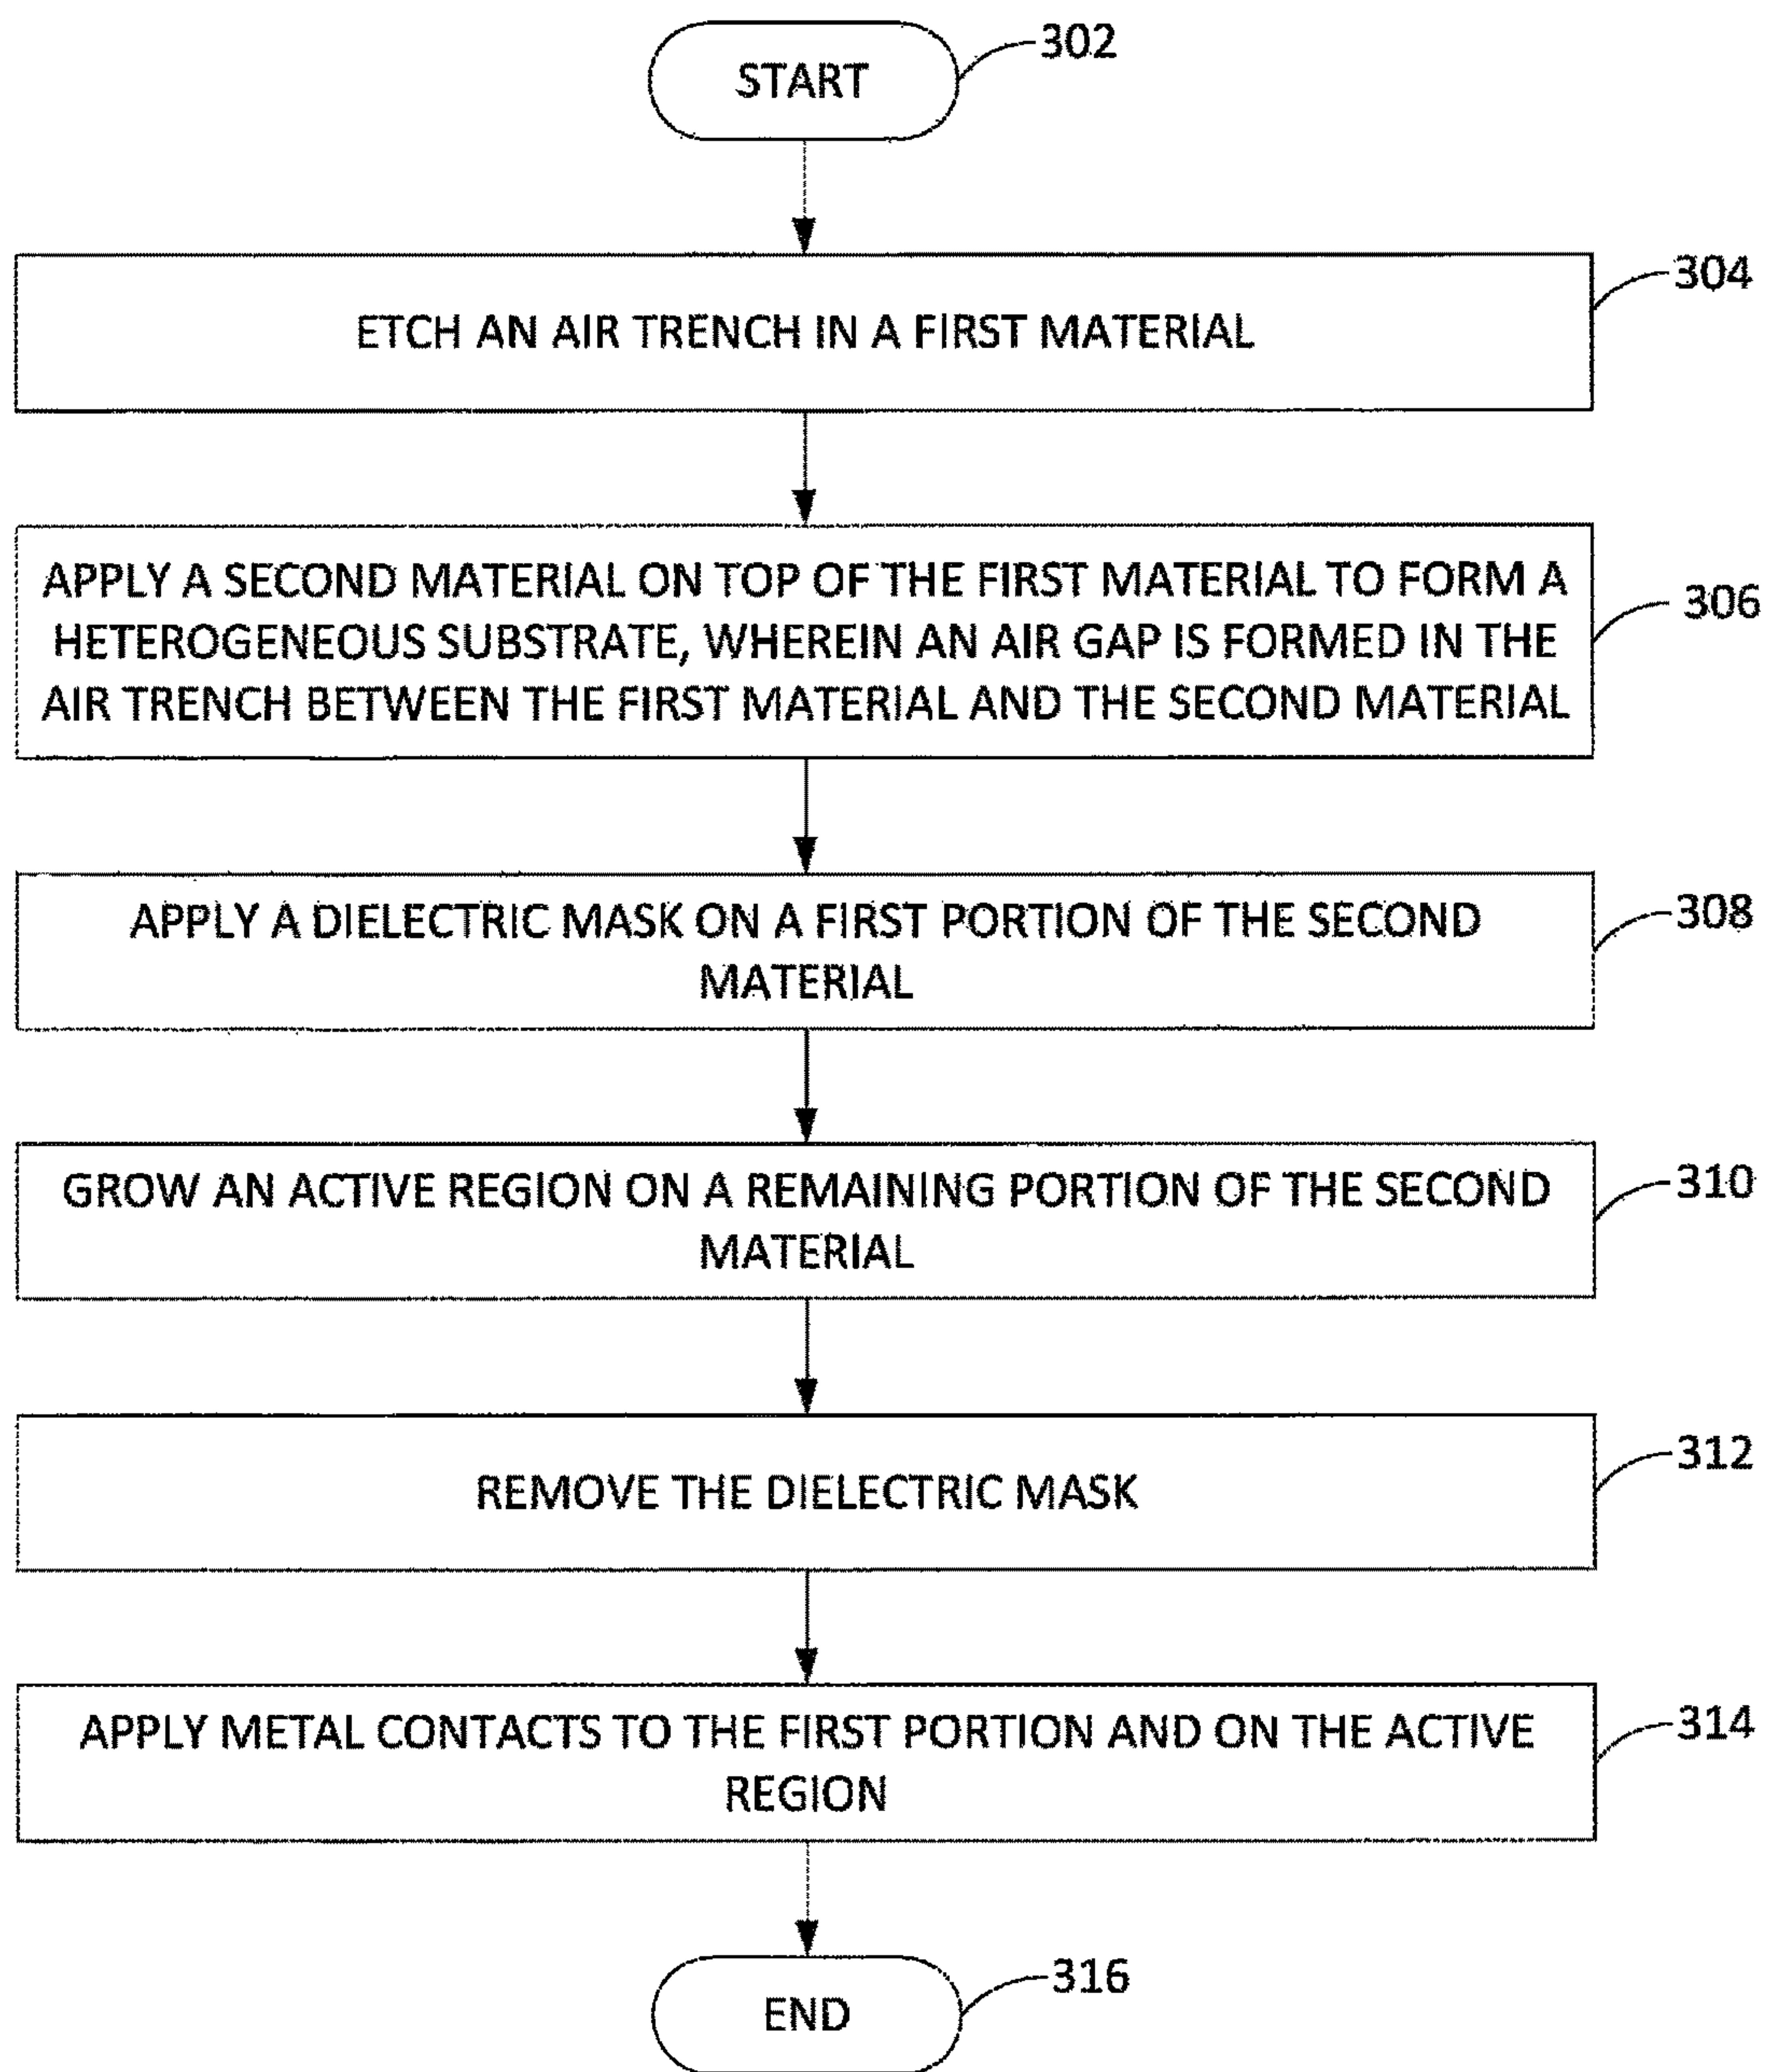 START
302
ETCH AN AIR TRENCH IN A FIRST MATERIAL
304
APPLY A SECOND MATERIAL ON TOP OF THE FIRST MATERIAL TO FORM A
HETEROGENEOUS SUBSTRATE, WHEREIN AN AIR GAP IS FORMED IN THE
AIR TRENCH BETWEEN THE FIRST MATERIAL AND THE SECOND MATERIAL
306
APPLY A DIELECTRIC MASK ON A FIRST PORTION OF THE SECOND
MATERIAL
308
GROW AN ACTIVE REGION ON A REMAINING PORTION OF THE SECOND
MATERIAL
310
REMOVE THE DIELECTRIC MASK
312
APPLY METAL CONTACTS TO THE FIRST PORTION AND ON THE ACTIVE
REGION
314
END
316